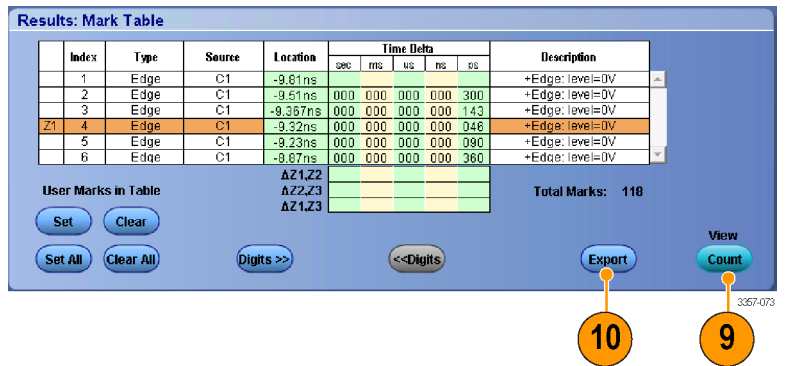 Results: Mark Table
Index Type Source Location Time Delta Description
sec ms us ns ps
1 Edge C1 -9.81ns +Edge: level=0V
2 Edge C1 -9.51ns 000 000 000 000 300 +Edge: level=0V
3 Edge C1 -9.367ns 000 000 000 000 143 +Edge: level=0V
Z1 4 Edge C1 -9.32ns 000 000 000 000 046 +Edge: level=0V
5 Edge C1 -9.23ns 000 000 000 000 090 +Edge: level=0V
6 Edge C1 -8.87ns 000 000 000 000 360 +Edge: level=0V
ΔZ1,Z2
User Marks in Table ΔZ2,Z3 Total Marks: 118
ΔZ1,Z3
Set Clear
View
Set All Clear All Digits >> <<Digits Export Count
3357-073
10 9